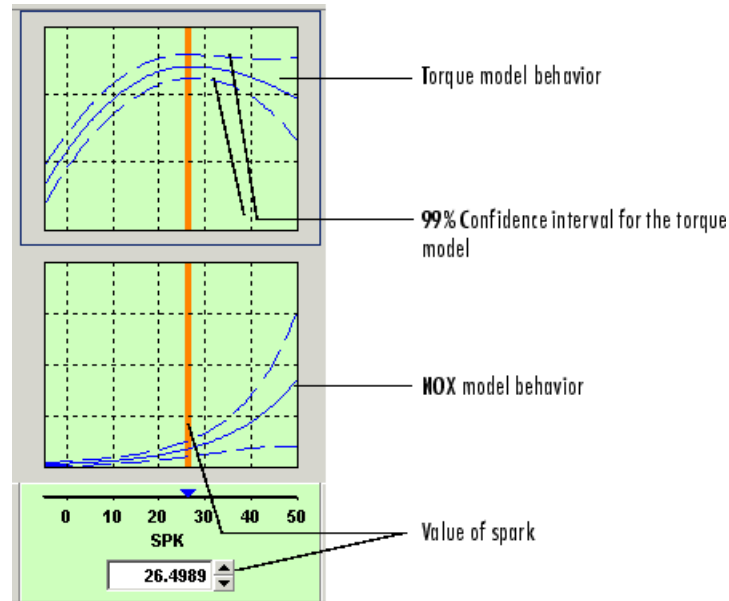 Torque model behavior
99% Confidence interval for the torque
model
NOX model behavior
0 10 20 30 40 50
SPK
Value of spark
26.4989